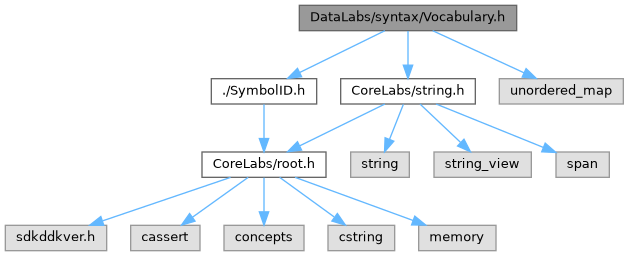 DataLabs/syntax/Vocabulary.h
./SymbolID.h
CoreLabs/string.h
unordered_map
CoreLabs/root.h
string
string_view
span
sdkddkver.h
cassert
concepts
cstring
memory